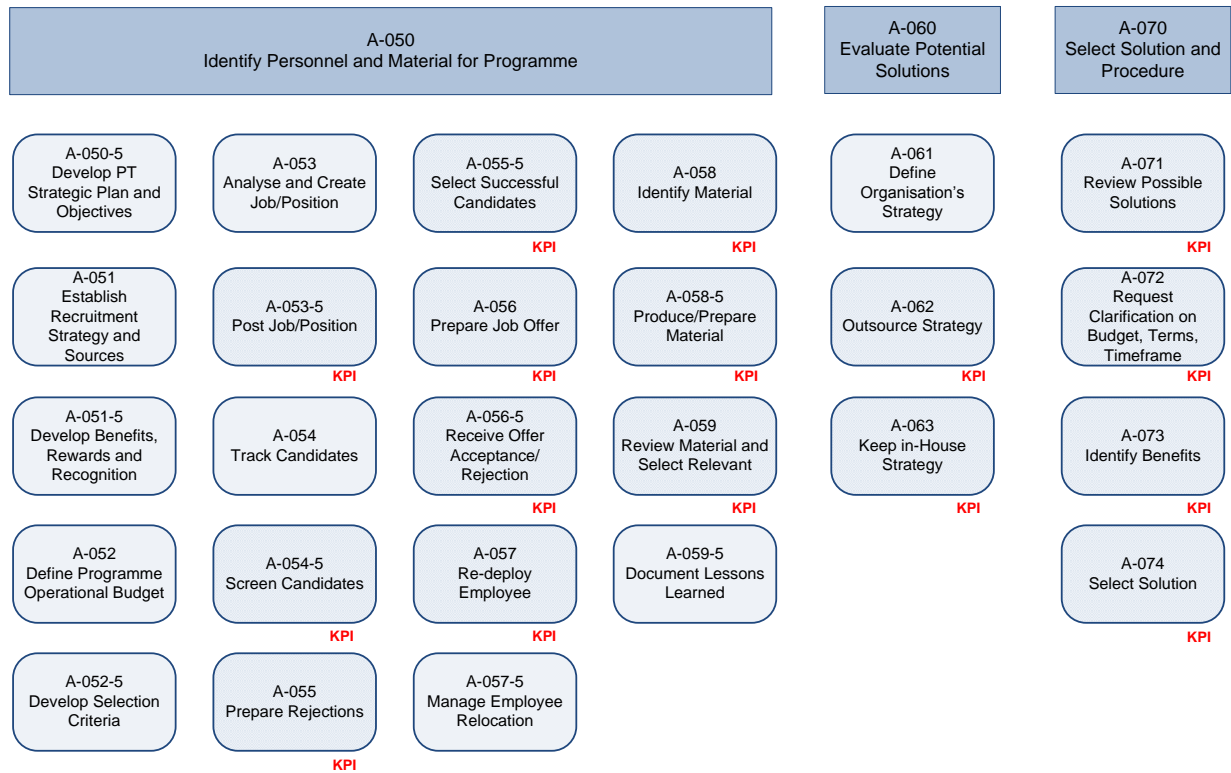 A-050
Identify Personnel and Material for Programme
A-060
Evaluate Potential
Solutions
A-070
Select Solution and
Procedure
A-050-5
Develop PT
Strategic Plan and
Objectives
A-053
Analyse and Create
Job/Position
A-055-5
Select Successful
Candidates
KPI
A-058
Identify Material
KPI
A-061
Define
Organisation's
Strategy
A-071
Review Possible
Solutions
KPI
A-051
Establish
Recruitment
Strategy and
Sources
A-053-5
Post Job/Position
KPI
A-056
Prepare Job Offer
KPI
A-058-5
Produce/Prepare
Material
KPI
A-062
Outsource Strategy
KPI
A-072
Request
Clarification on
Budget, Terms,
Timeframe
KPI
A-051-5
Develop Benefits,
Rewards and
Recognition
A-054
Track Candidates
A-056-5
Receive Offer
Acceptance/
Rejection
KPI
A-059
Review Material and
Select Relevant
KPI
A-063
Keep in-House
Strategy
KPI
A-073
Identify Benefits
KPI
A-052
Define Programme
Operational Budget
A-054-5
Screen Candidates
KPI
A-057
Re-deploy
Employee
KPI
A-059-5
Document Lessons
Learned
A-074
Select Solution
KPI
A-052-5
Develop Selection
Criteria
A-055
Prepare Rejections
KPI
A-057-5
Manage Employee
Relocation